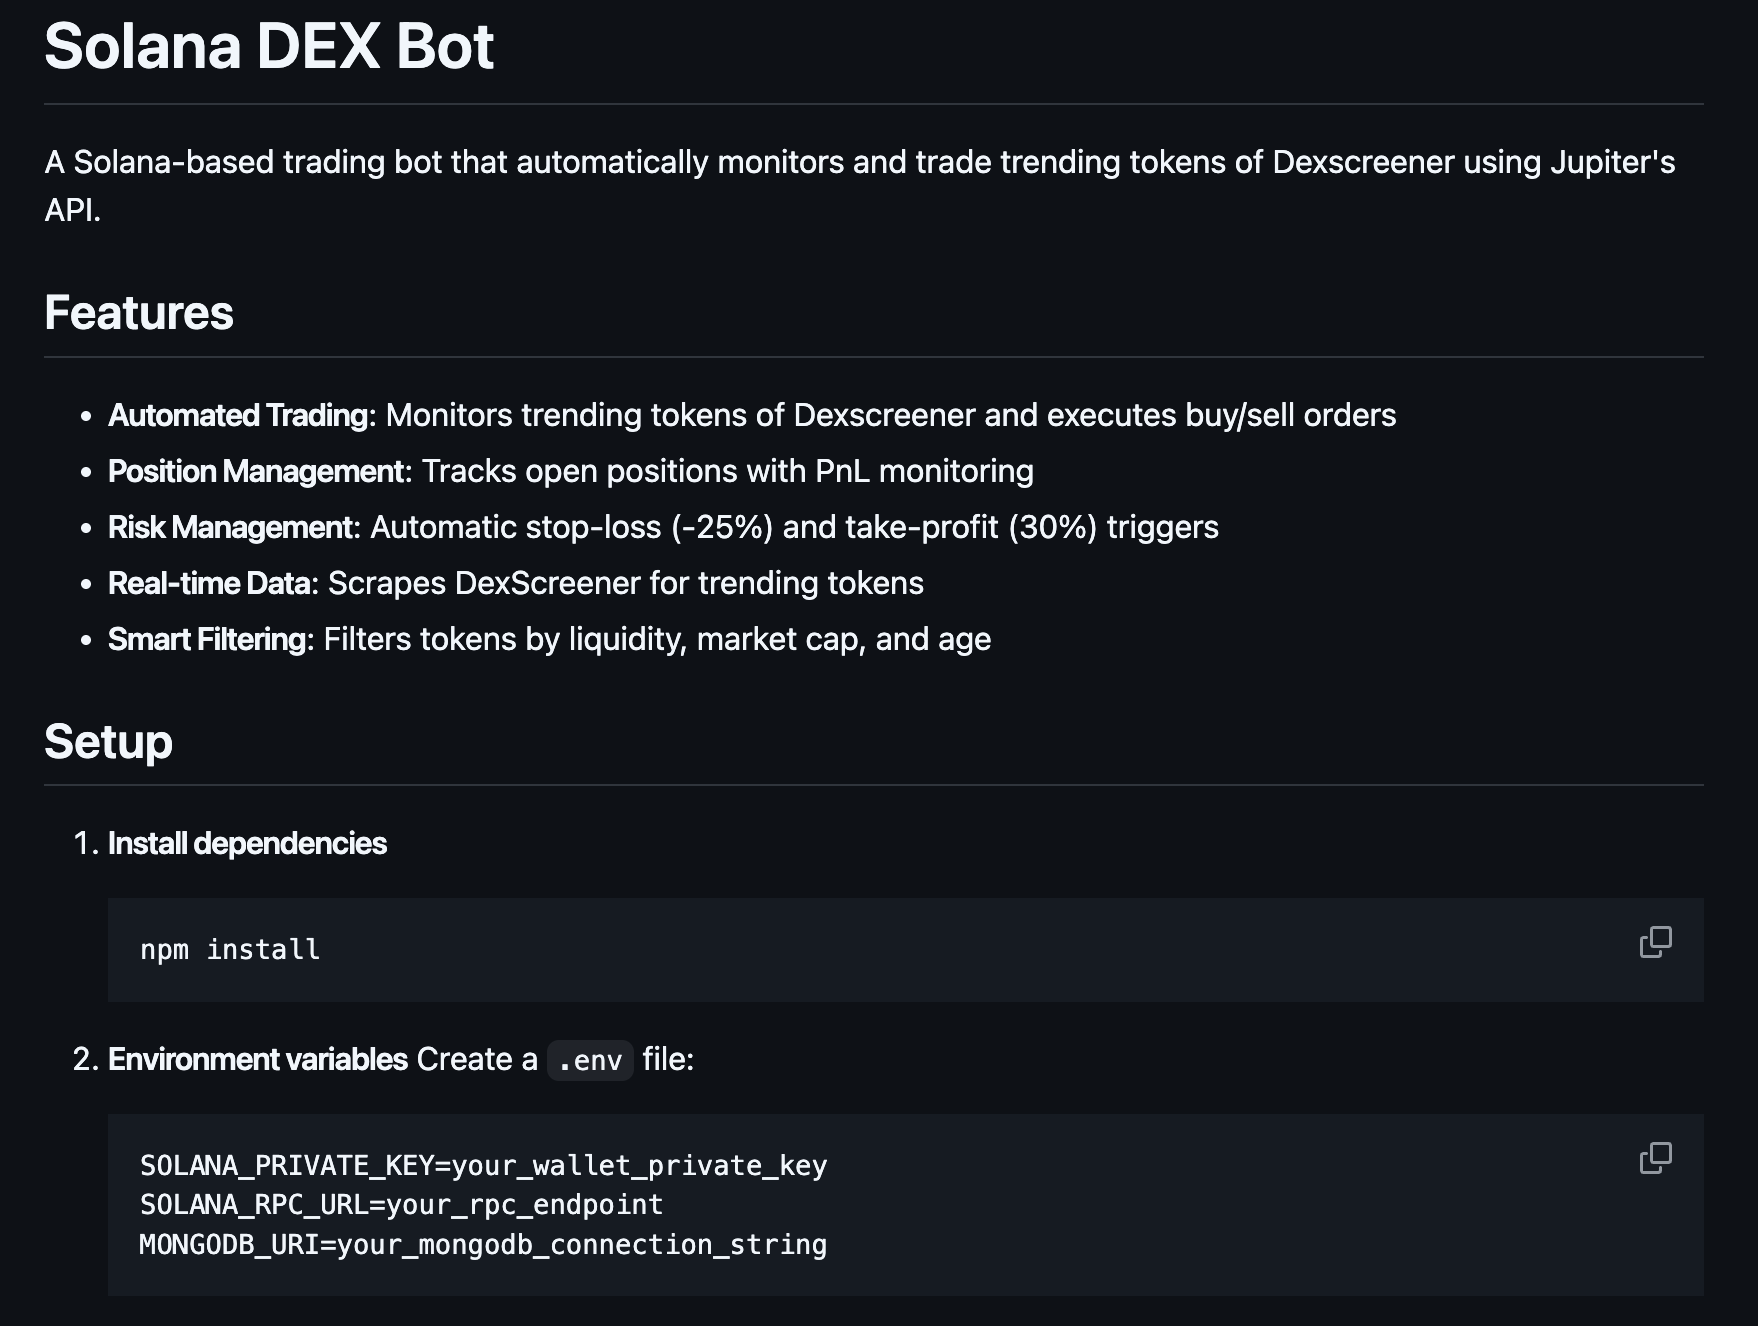 Solana DEX Bot
A Solana-based trading bot that automatically monitors and trade trending tokens of Dexscreener using Jupiter's
API.
Features
• Automated Trading: Monitors trending tokens of Dexscreener and executes buy/sell orders
• Position Management: Tracks open positions with PnL monitoring
• Risk Management: Automatic stop-loss (-25%) and take-profit (30%) triggers
• Real-time Data: Scrapes DexScreener for trending tokens
• Smart Filtering: Filters tokens by liquidity, market cap, and age
Setup
1. Install dependencies
npm install
2. Environment variables Create a .env file:
SOLANA_PRIVATE_KEY=your_wallet_private_key
SOLANA_RPC_URL=your_rpc_endpoint
MONGODB_URI=your_mongodb_connection_string